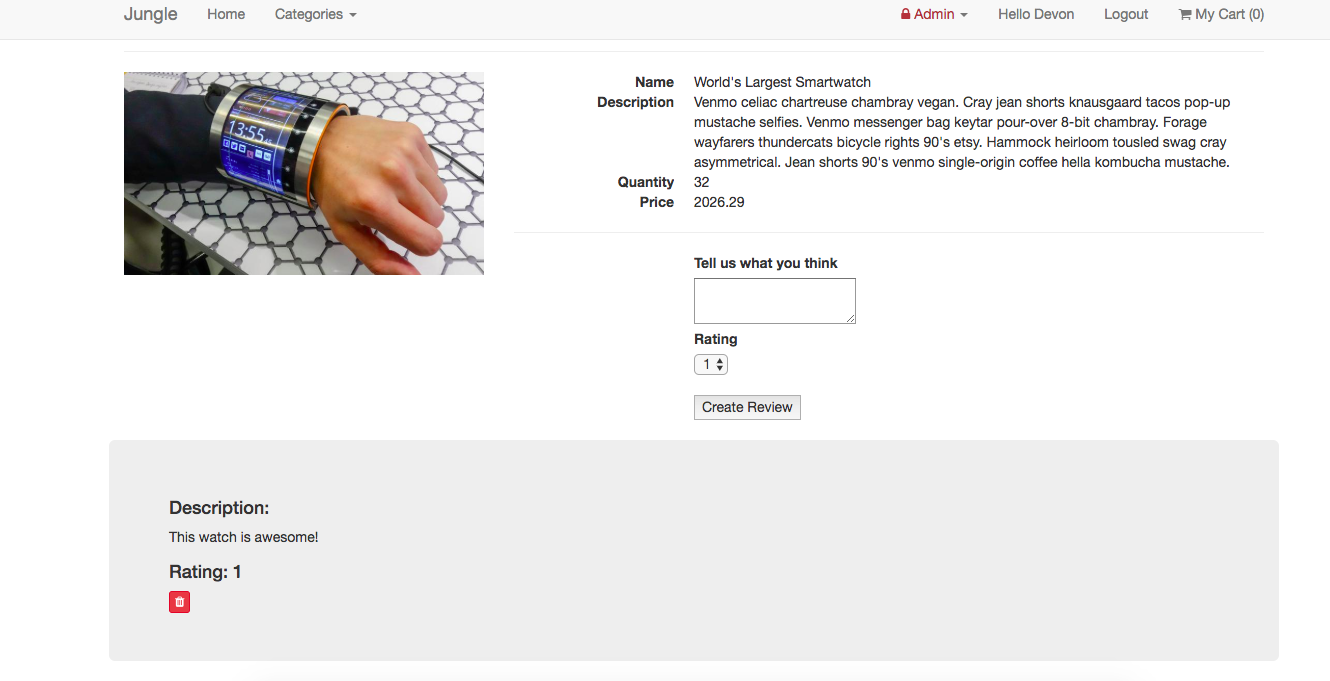 Jungle Home Categories Admin Hello Devon Logout My Cart (0)
13:55
Name World's Largest Smartwatch
Description Venmo celiac chartreuse chambray vegan. Cray jean shorts knausgaard tacos pop-up
mustache selfies. Venmo messenger bag keytar pour-over 8-bit chambray. Forage
wayfarers thundercats bicycle rights 90's etsy. Hammock heirloom tousled swag cray
asymmetrical. Jean shorts 90's venmo single-origin coffee hella kombucha mustache.
Quantity 32
Price 2026.29
Tell us what you think
Rating
1
Create Review
Description:
This watch is awesome!
Rating: 1